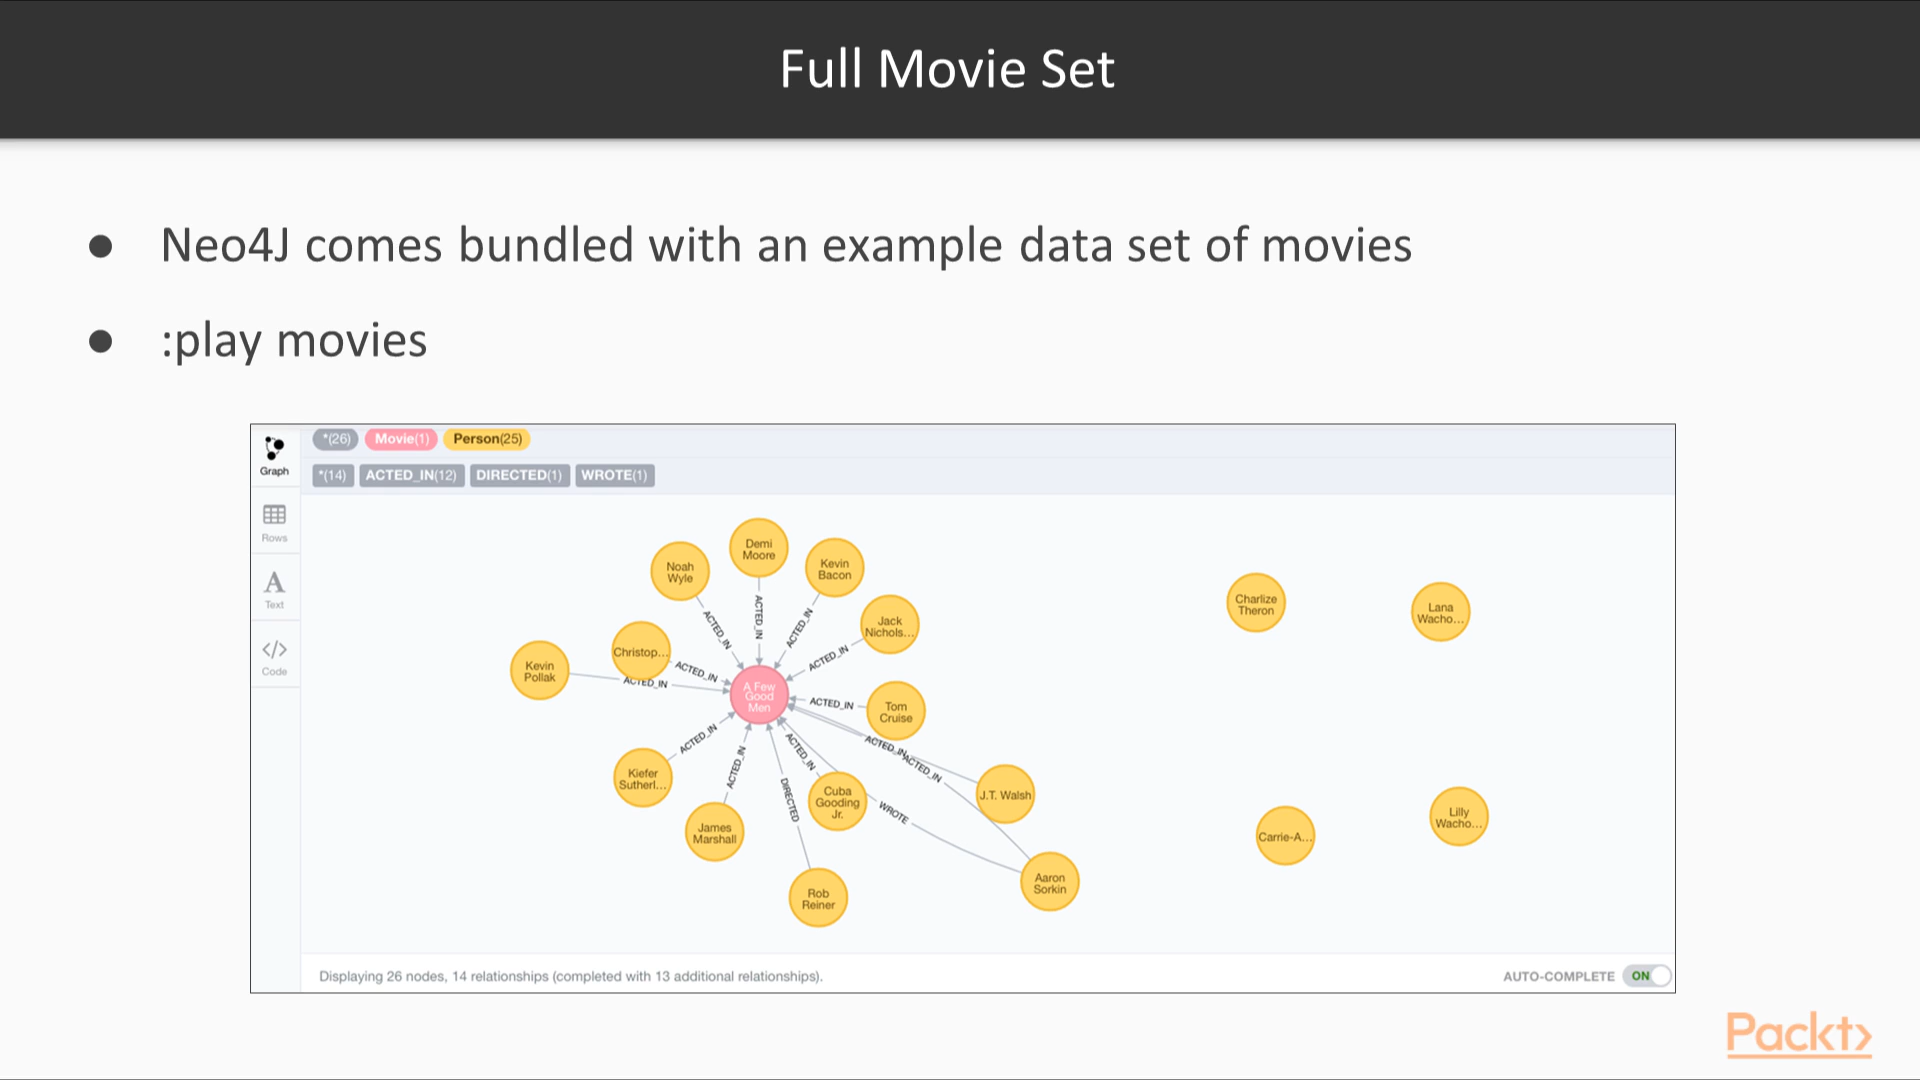 Full Movie Set
● Neo4J comes bundled with an example data set of movies
● :play movies
Graph
*(26) Movie(1) Person(25)
*(14) ACTED_IN(12) DIRECTED(1) WROTE(1)
Rows
Text
Code
Demi
Moore
Noah
Wyle
Kevin
Bacon
Jack
Nichols...
Christop...
Kevin
Pollak
A Few
Good
Men
Tom
Cruise
Kiefer
Sutherl...
James
Marshall
Cuba
Gooding
Jr.
J.T. Walsh
Rob
Reiner
Aaron
Sorkin
ACTED_IN
ACTED_IN
ACTED_IN
ACTED_IN
ACTED_IN
ACTED_IN
ACTED_IN
ACTED_IN
ACTED_IN
ACTED_IN
ACTED_IN
ACTED_IN
DIRECTED
WROTE
Charlize
Theron
Lana
Wacho...
Carrie-A...
Lilly
Wacho...
Displaying 26 nodes, 14 relationships (completed with 13 additional relationships).
AUTO-COMPLETE ON
Packt>